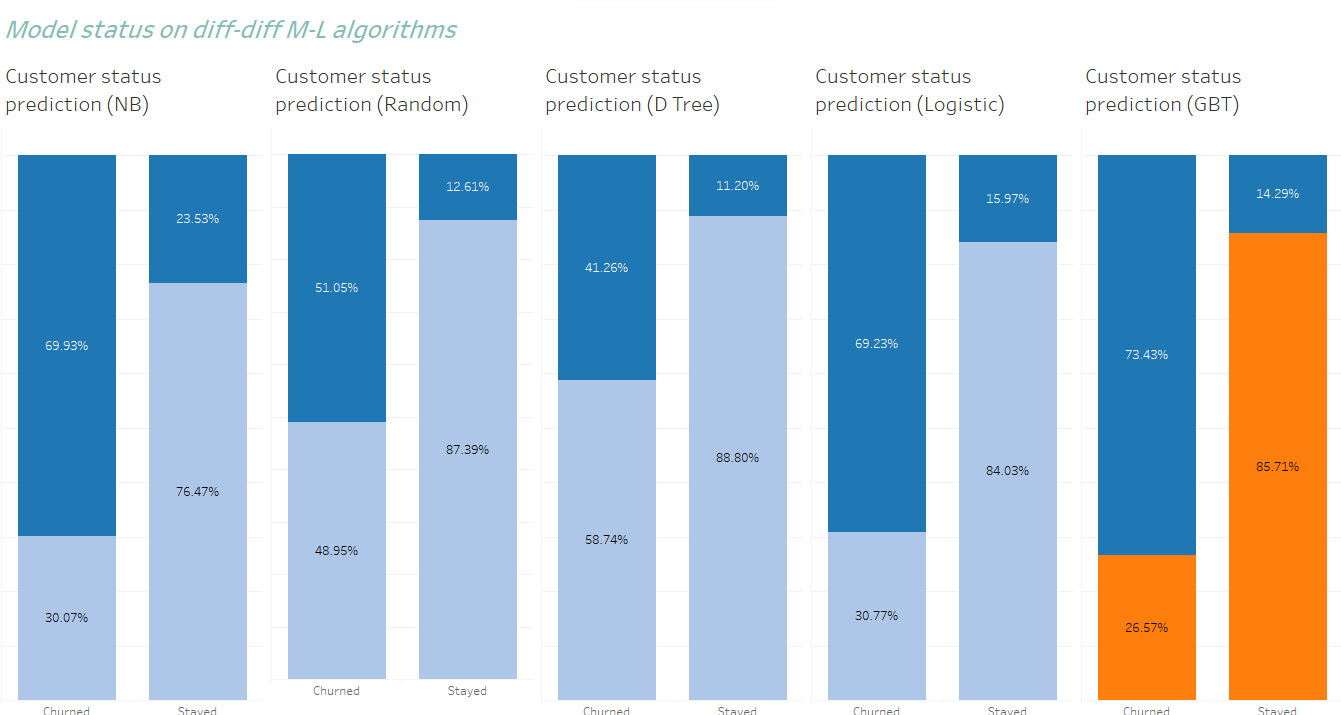 Model status on diff-diff M-L algorithms
Customer status
prediction (NB)
69.93%
23.53%
76.47%
30.07%
Churned
Stayed
Customer status
prediction (Random)
12.61%
51.05%
87.39%
48.95%
Churned
Stayed
Customer status
prediction (D Tree)
11.20%
41.26%
88.80%
58.74%
Churned
Stayed
Customer status
prediction (Logistic)
15.97%
69.23%
84.03%
30.77%
Churned
Stayed
Customer status
prediction (GBT)
14.29%
73.43%
85.71%
26.57%
Churned
Stayed